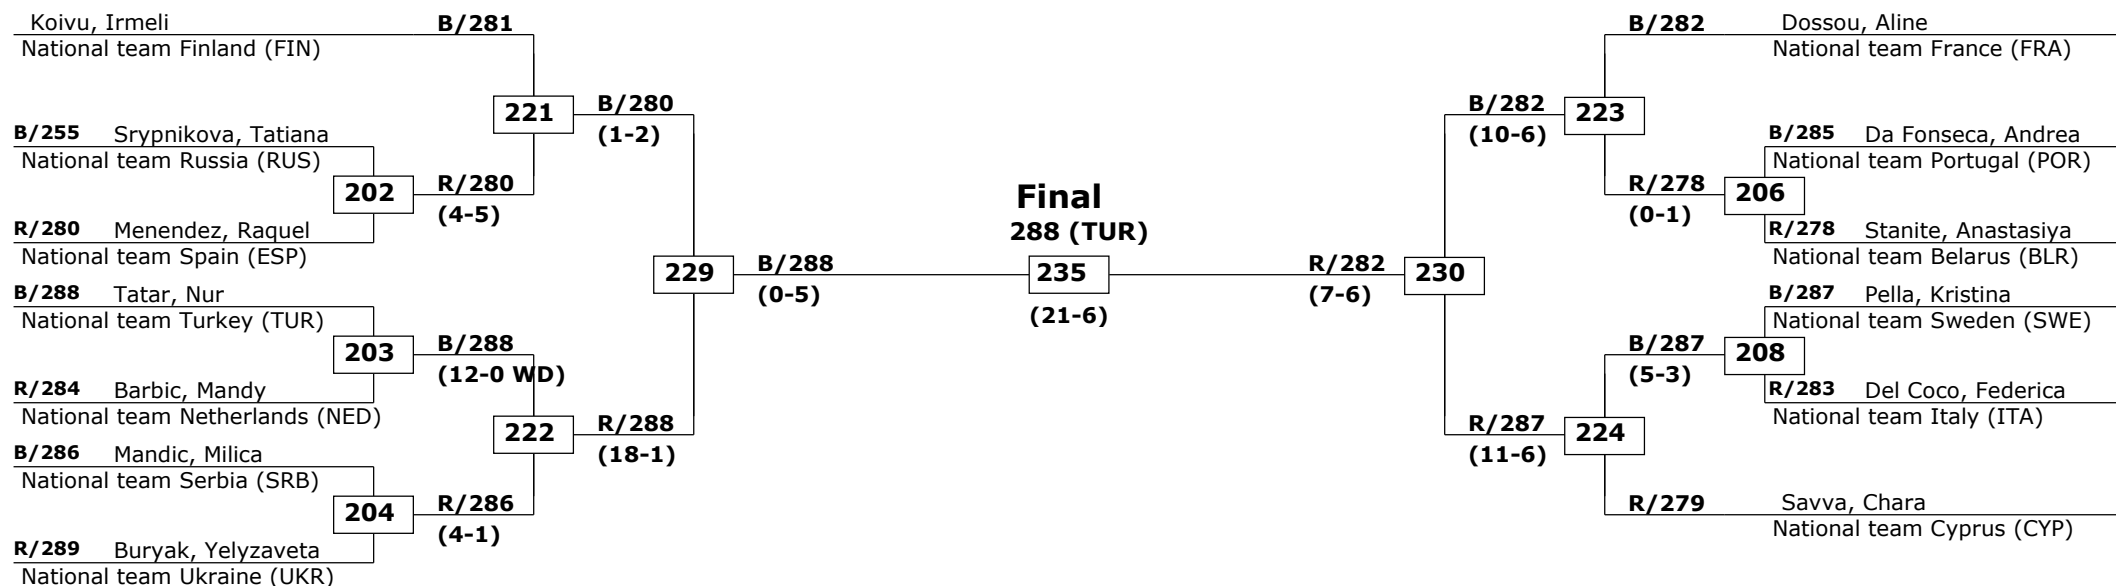 Koivu, Irmeli
B/281
National team Finland (FIN)
B/282
Dossou, Aline
National team France (FRA)
221
B/280
(1-2)
B/282
(10-6)
223
B/255
Srypnikova, Tatiana
National team Russia (RUS)
B/285
Da Fonseca, Andrea
National team Portugal (POR)
202
R/280
(4-5)
Final
288 (TUR)
R/278
(0-1)
206
R/280
Menendez, Raquel
National team Spain (ESP)
R/278
Stanite, Anastasiya
National team Belarus (BLR)
229
B/288
(0-5)
235
(21-6)
R/282
(7-6)
230
B/288
Tatar, Nur
National team Turkey (TUR)
B/287
Pella, Kristina
National team Sweden (SWE)
203
B/288
(12-0 WD)
B/287
(5-3)
208
R/284
Barbic, Mandy
National team Netherlands (NED)
R/283
Del Coco, Federica
National team Italy (ITA)
222
R/288
(18-1)
R/287
(11-6)
224
B/286
Mandic, Milica
National team Serbia (SRB)
204
R/286
(4-1)
R/279
Savva, Chara
National team Cyprus (CYP)
R/289
Buryak, Yelyzaveta
National team Ukraine (UKR)